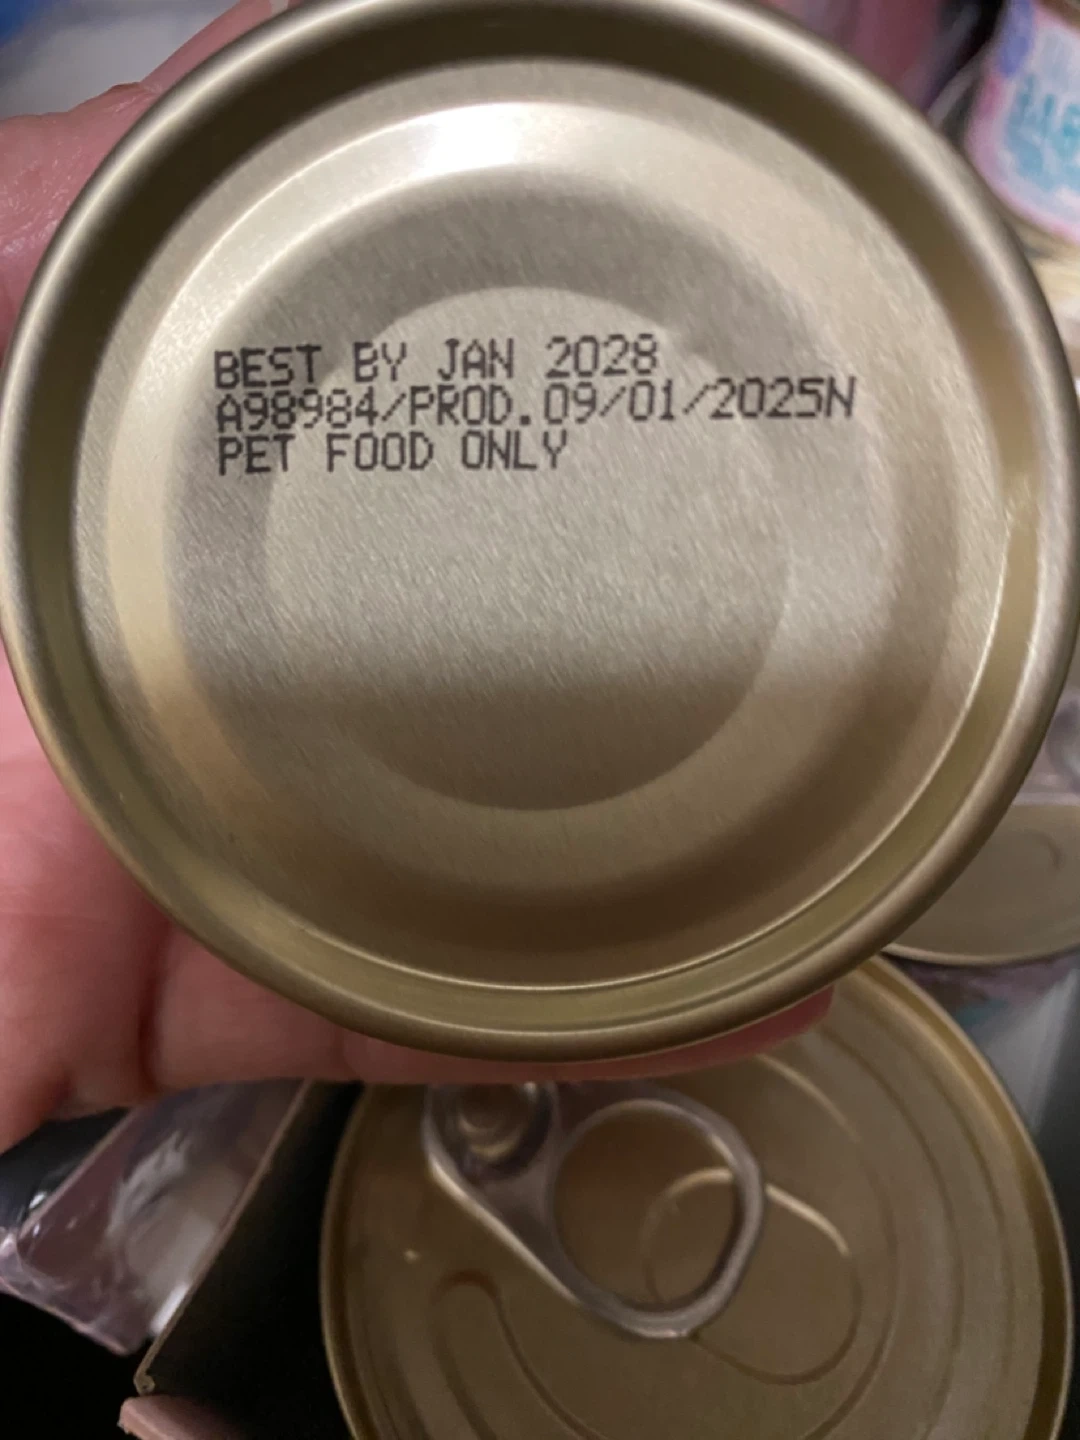 BEST BY JAN 2028
A98984/PROD.09/01/2025N
PET FOOD ONLY